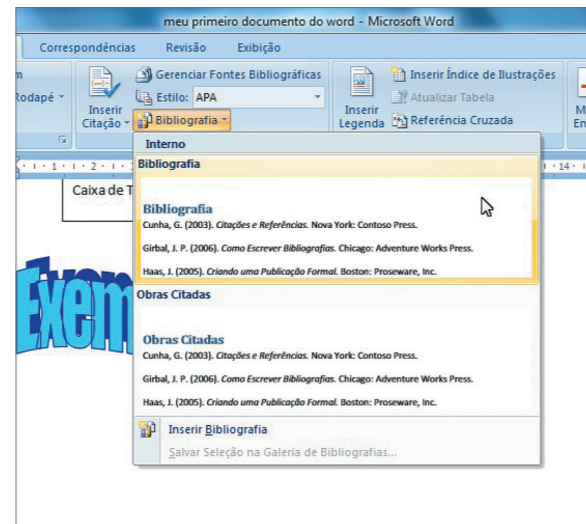 meu primeiro documento do word - Microsoft Word
Correspondências Revisão Exibição
Gerenciar Fontes Bibliográficas
Inserir Índice de Ilustrações
Rodapé
Inserir Citação
Estilo: APA
Inserir Legenda
Atualizar Tabela
Bibliografia
Referência Cruzada
Interno
1 2 14
Bibliografia
Caixa de T
Bibliografia
Cunha, G. (2003). Citações e Referências. Nova York: Contoso Press.
Girbal, J. P. (2006). Como Escrever Bibliografias. Chicago: Adventure Works Press.
Haas, J. (2005). Criando uma Publicação Formal. Boston: Proseware, Inc.
Exem
Obras Citadas
Obras Citadas
Cunha, G. (2003). Citações e Referências. Nova York: Contoso Press.
Girbal, J. P. (2006). Como Escrever Bibliografias. Chicago: Adventure Works Press.
Haas, J. (2005). Criando uma Publicação Formal. Boston: Proseware, Inc.
Inserir Bibliografia
Salvar Seleção na Galeria de Bibliografias...